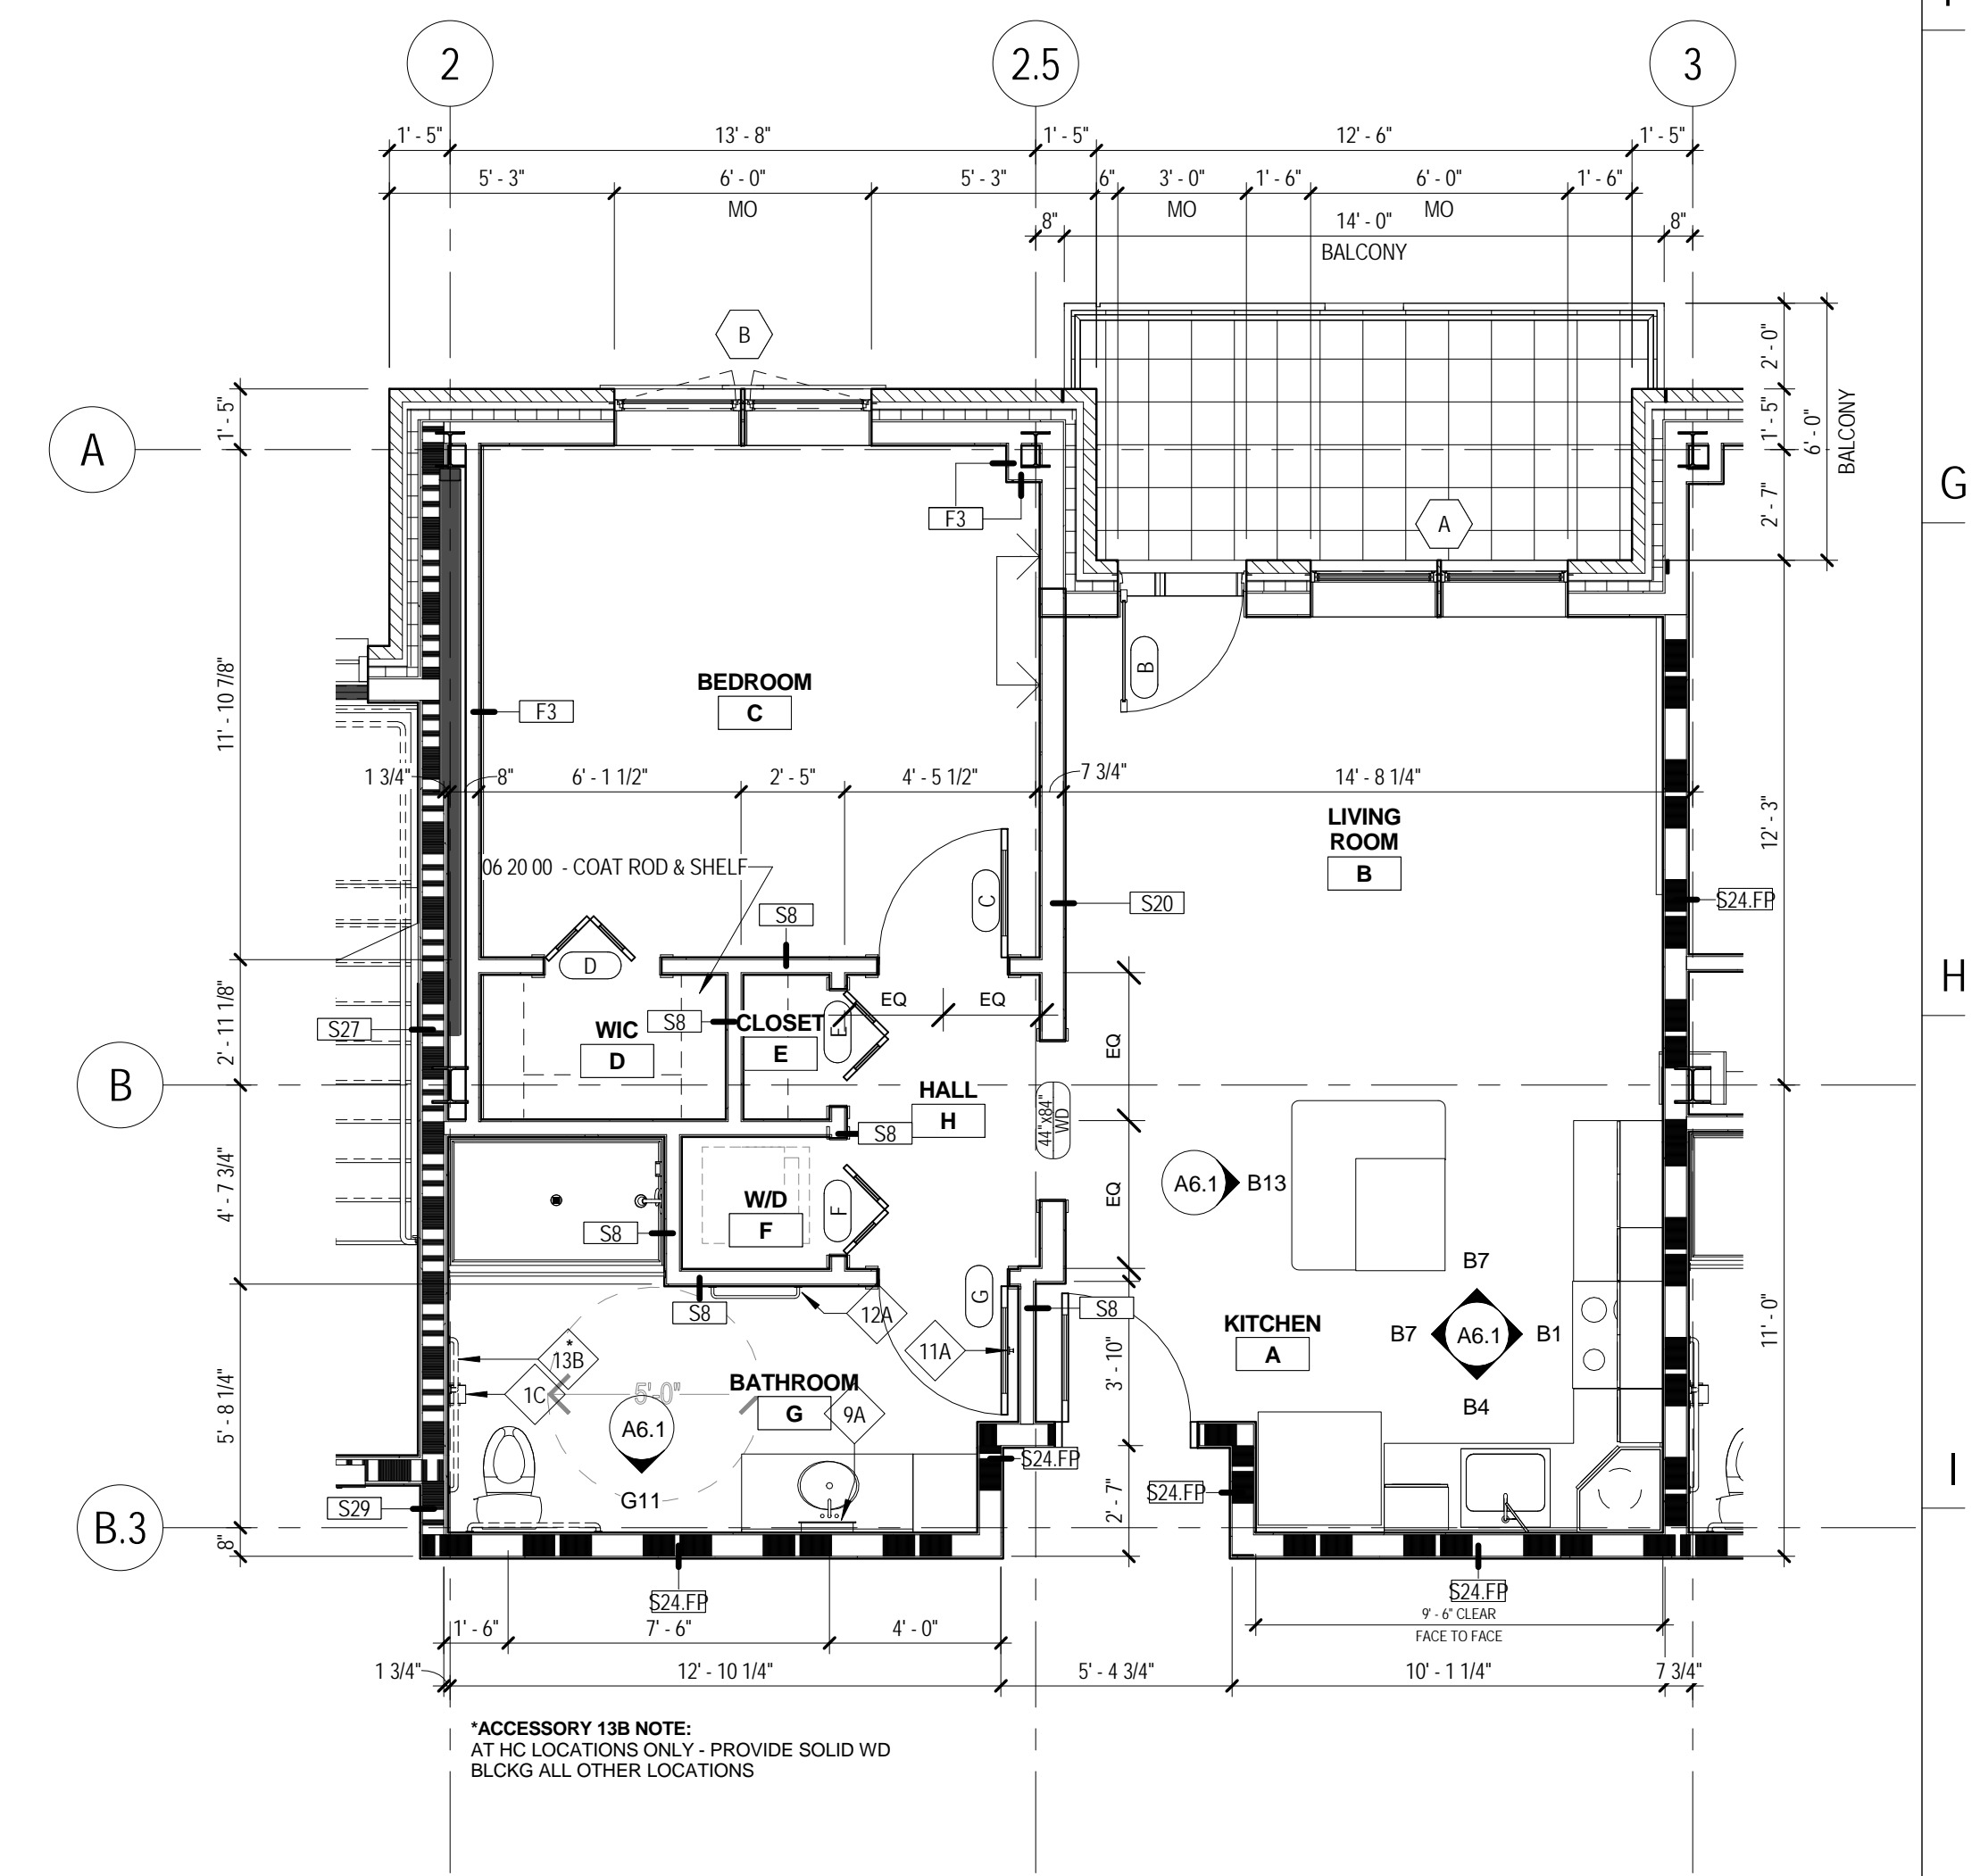 2
2.5
3
1' - 5"
13' - 8"
1' - 5"
12' - 6"
1' - 5"
5' - 3"
6' - 0"
MO
5' - 3"
6"
3' - 0"
MO
1' - 6"
6' - 0"
MO
1' - 6"
8"
14' - 0"
BALCONY
8"
B
2' - 0"
1' - 5"
1' - 5"
6' - 0"
BALCONY
A
G
2' - 7"
F3
A
B
11' - 10 7/8"
BEDROOM
C
F3
1 3/4"
8"
6' - 1 1/2"
2' - 5"
4' - 5 1/2"
7 3/4"
14' - 8 1/4"
LIVING
ROOM
B
12' - 3"
06 20 00 - COAT ROD & SHELF
C
S8
S20
S24.FP
D
EQ
EQ
H
2' - 11 1/8"
S27
WIC
D
S8
CLOSET
E
E
EQ
B
HALL
H
44"x84"
WD
S8
4' - 7 3/4"
W/D
F
F
S8
EQ
A6.1
B13
B7
G
S8
12A
S8
KITCHEN
A
B7
A6.1
B1
B4
11' - 0"
11A
*
13B
1C
5'-0"
BATHROOM
G
9A
3' - 10"
5' - 8 1/4"
A6.1
G11
S24.FP
S24.FP
2' - 7"
I
S29
B.3
8"
S24.FP
S24.FP
9' - 6" CLEAR
FACE TO FACE
1' - 6"
7' - 6"
4' - 0"
1 3/4"
12' - 10 1/4"
5' - 4 3/4"
10' - 1 1/4"
7 3/4"
*ACCESSORY 13B NOTE:
AT HC LOCATIONS ONLY - PROVIDE SOLID WD
BLCKG ALL OTHER LOCATIONS